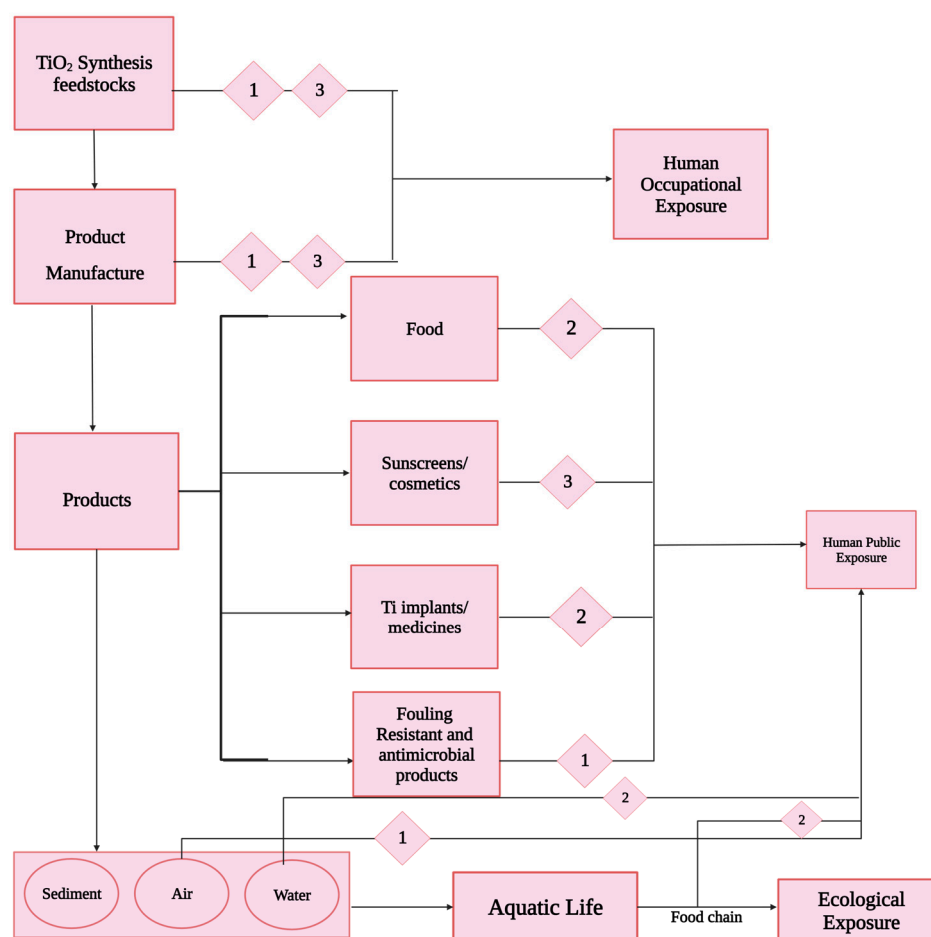 TiO₂ Synthesis
feedstocks
1
3
Human
Occupational
Exposure
Product
Manufacture
1
3
Food
2
Sunscreens/
cosmetics
3
Products
Human Public
Exposure
Ti implants/
medicines
2
Fouling
Resistant and
antimicrobial
products
1
2
2
1
Sediment
Air
Water
Aquatic Life
Food chain
Ecological
Exposure